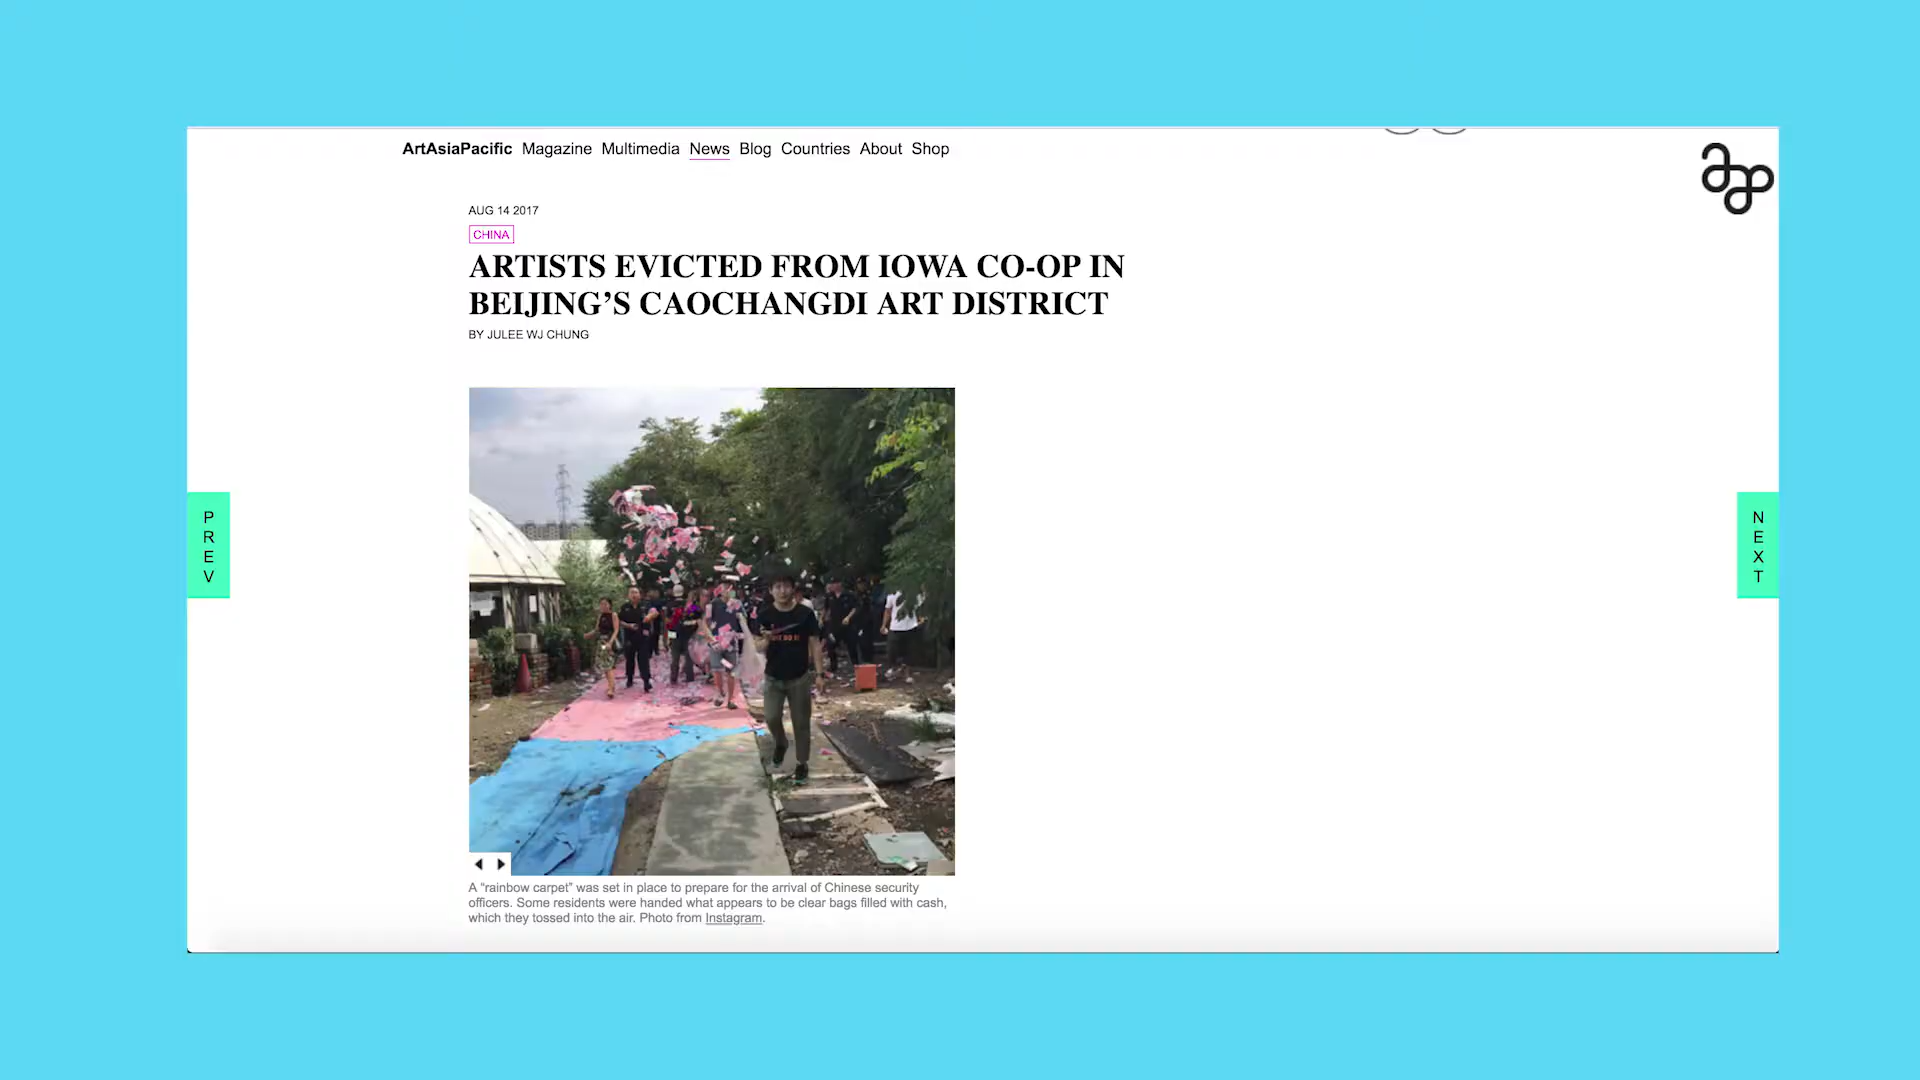 ArtAsiaPacific Magazine Multimedia News Blog Countries About Shop
AUG 14 2017
CHINA
ARTISTS EVICTED FROM IOWA CO-OP IN
BEIJING’S CAOCHANGDI ART DISTRICT
BY JULEE WJ CHUNG
PREV
NEXT
A “rainbow carpet” was set in place to prepare for the arrival of Chinese security
officers. Some residents were handed what appears to be clear bags filled with cash,
which they tossed into the air. Photo from Instagram.